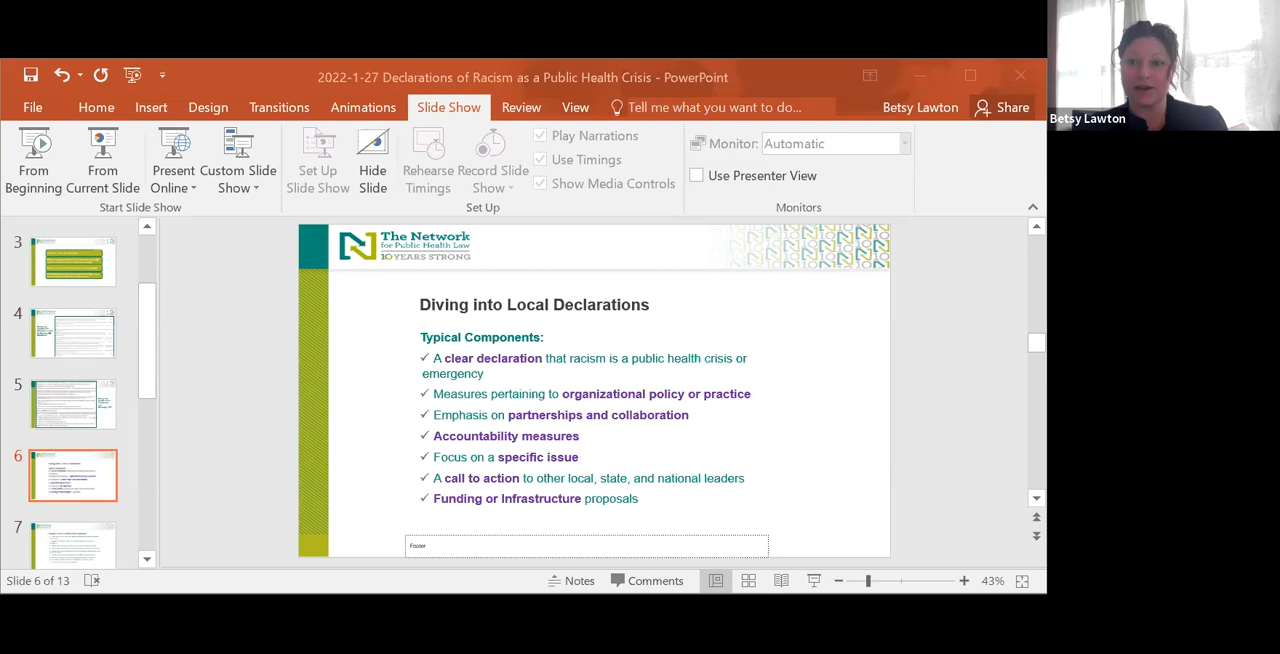 2022-1-27 Declarations of Racism as a Public Health Crisis - PowerPoint
File Home Insert Design Transitions Animations Slide Show Review View Tell me what you want to do... Betsy Lawton Share
Betsy Lawton
From Beginning
From Current Slide
Present Online
Custom Slide Show
Start Slide Show
Set Up Slide Show
Hide Slide
Rehearse Timings
Record Slide Show
Play Narrations
Use Timings
Show Media Controls
Set Up
Monitor: Automatic
Use Presenter View
Monitors
3
4
5
6
7
The Network
for Public Health Law
10 YEARS STRONG
Diving into Local Declarations
Typical Components:
✓ A clear declaration that racism is a public health crisis or
emergency
✓ Measures pertaining to organizational policy or practice
✓ Emphasis on partnerships and collaboration
✓ Accountability measures
✓ Focus on a specific issue
✓ A call to action to other local, state, and national leaders
✓ Funding or Infrastructure proposals
Footer
Slide 6 of 13
Notes
Comments
43%